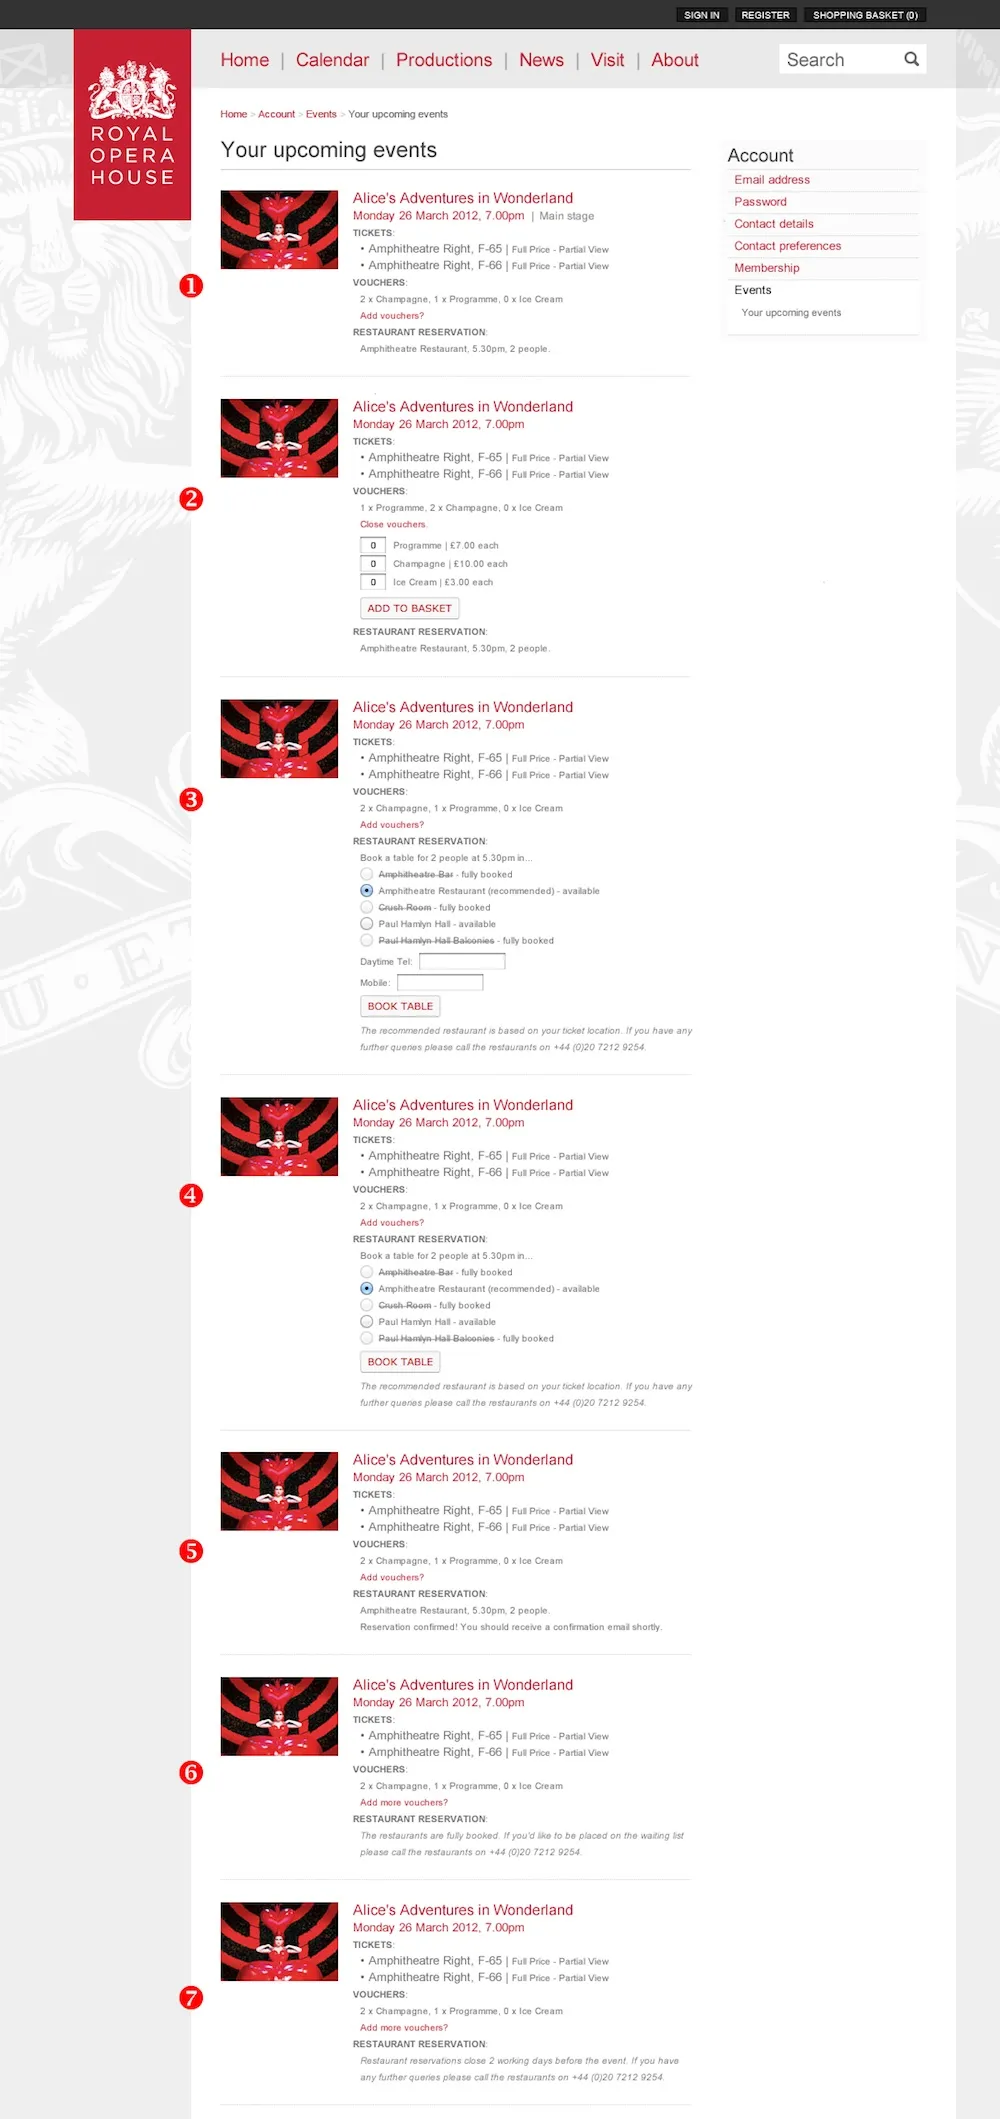 SIGN IN
REGISTER
SHOPPING BASKET (0)
ROYAL
OPERA
HOUSE
Home | Calendar | Productions | News | Visit | About
Search
Home > Account > Events > Your upcoming events
Your upcoming events
Account
Email address
Password
Contact details
Contact preferences
Membership
Events
Your upcoming events
1
Alice's Adventures in Wonderland
Monday 26 March 2012, 7.00pm | Main stage
TICKETS:
• Amphitheatre Right, F-65 | Full Price - Partial View
• Amphitheatre Right, F-66 | Full Price - Partial View
VOUCHERS:
2 x Champagne, 1 x Programme, 0 x Ice Cream
Add vouchers?
RESTAURANT RESERVATION:
Amphitheatre Restaurant, 5.30pm, 2 people.
2
Alice's Adventures in Wonderland
Monday 26 March 2012, 7.00pm
TICKETS:
• Amphitheatre Right, F-65 | Full Price - Partial View
• Amphitheatre Right, F-66 | Full Price - Partial View
VOUCHERS:
1 x Programme, 2 x Champagne, 0 x Ice Cream
Close vouchers.
0 Programme | £7.00 each
0 Champagne | £10.00 each
0 Ice Cream | £3.00 each
ADD TO BASKET
RESTAURANT RESERVATION:
Amphitheatre Restaurant, 5.30pm, 2 people.
3
Alice's Adventures in Wonderland
Monday 26 March 2012, 7.00pm
TICKETS:
• Amphitheatre Right, F-65 | Full Price - Partial View
• Amphitheatre Right, F-66 | Full Price - Partial View
VOUCHERS:
2 x Champagne, 1 x Programme, 0 x Ice Cream
Add vouchers?
RESTAURANT RESERVATION:
Book a table for 2 people at 5.30pm in...
Amphitheatre Bar - fully booked
Amphitheatre Restaurant (recommended) - available
Crush Room - fully booked
Paul Hamlyn Hall - available
Paul Hamlyn Hall Balconies - fully booked
Daytime Tel:
Mobile:
BOOK TABLE
The recommended restaurant is based on your ticket location. If you have any
further queries please call the restaurants on +44 (0)20 7212 9254.
4
Alice's Adventures in Wonderland
Monday 26 March 2012, 7.00pm
TICKETS:
• Amphitheatre Right, F-65 | Full Price - Partial View
• Amphitheatre Right, F-66 | Full Price - Partial View
VOUCHERS:
2 x Champagne, 1 x Programme, 0 x Ice Cream
Add vouchers?
RESTAURANT RESERVATION:
Book a table for 2 people at 5.30pm in...
Amphitheatre Bar - fully booked
Amphitheatre Restaurant (recommended) - available
Crush Room - fully booked
Paul Hamlyn Hall - available
Paul Hamlyn Hall Balconies - fully booked
BOOK TABLE
The recommended restaurant is based on your ticket location. If you have any
further queries please call the restaurants on +44 (0)20 7212 9254.
5
Alice's Adventures in Wonderland
Monday 26 March 2012, 7.00pm
TICKETS:
• Amphitheatre Right, F-65 | Full Price - Partial View
• Amphitheatre Right, F-66 | Full Price - Partial View
VOUCHERS:
2 x Champagne, 1 x Programme, 0 x Ice Cream
Add vouchers?
RESTAURANT RESERVATION:
Amphitheatre Restaurant, 5.30pm, 2 people.
Reservation confirmed! You should receive a confirmation email shortly.
6
Alice's Adventures in Wonderland
Monday 26 March 2012, 7.00pm
TICKETS:
• Amphitheatre Right, F-65 | Full Price - Partial View
• Amphitheatre Right, F-66 | Full Price - Partial View
VOUCHERS:
2 x Champagne, 1 x Programme, 0 x Ice Cream
Add more vouchers?
RESTAURANT RESERVATION:
The restaurants are fully booked. If you'd like to be placed on the waiting list
please call the restaurants on +44 (0)20 7212 9254.
7
Alice's Adventures in Wonderland
Monday 26 March 2012, 7.00pm
TICKETS:
• Amphitheatre Right, F-65 | Full Price - Partial View
• Amphitheatre Right, F-66 | Full Price - Partial View
VOUCHERS:
2 x Champagne, 1 x Programme, 0 x Ice Cream
Add more vouchers?
RESTAURANT RESERVATION:
Restaurant reservations close 2 working days before the event. If you have
any further queries please call the restaurants on +44 (0)20 7212 9254.